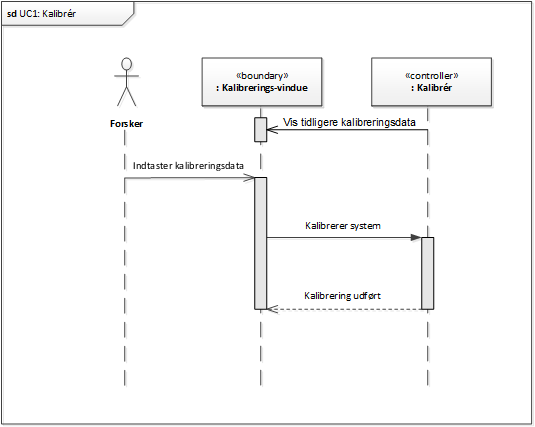 sd UC1: Kalibrér
«boundary»
: Kalibrerings-vindue
«controller»
: Kalibrér
Forsker
Vis tidligere kalibreringsdata
Indtaster kalibreringsdata
Kalibrerer system
Kalibrering udført